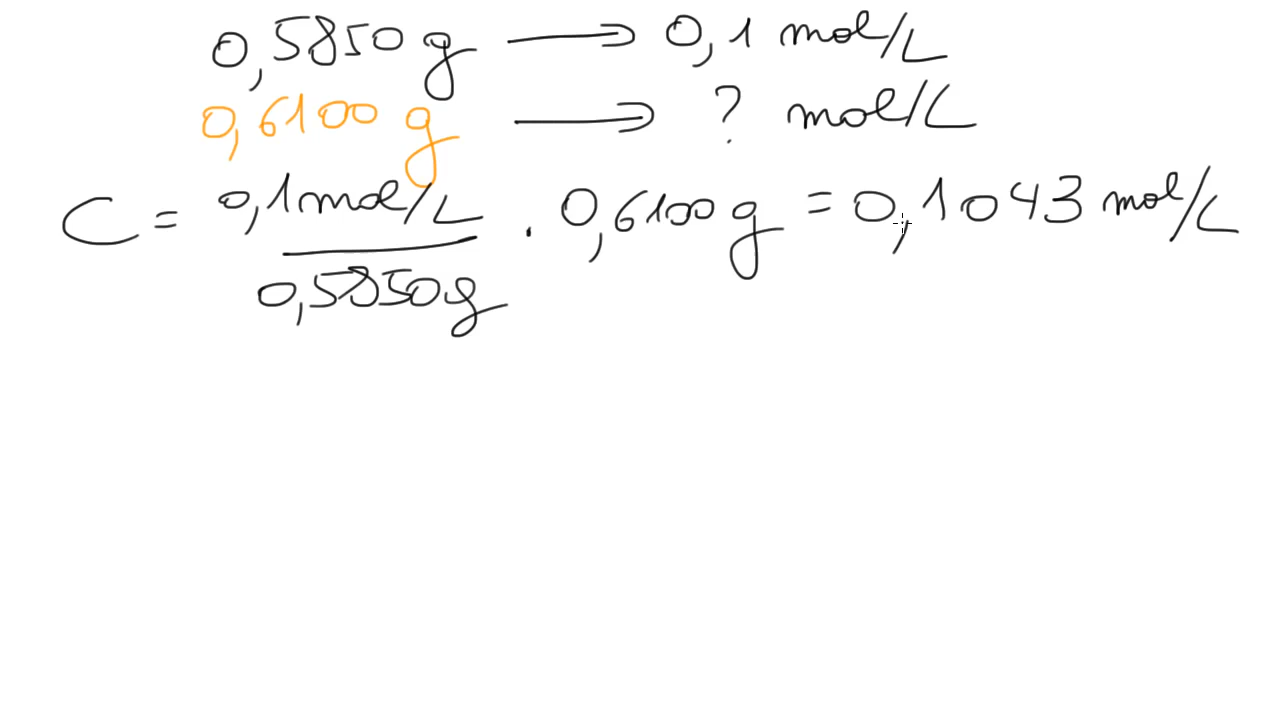 0,5850 g → 0,1 mol/L
0,6100 g → ? mol/L
C = 0,1 mol/L / 0,5850 g · 0,6100 g = 0,1043 mol/L